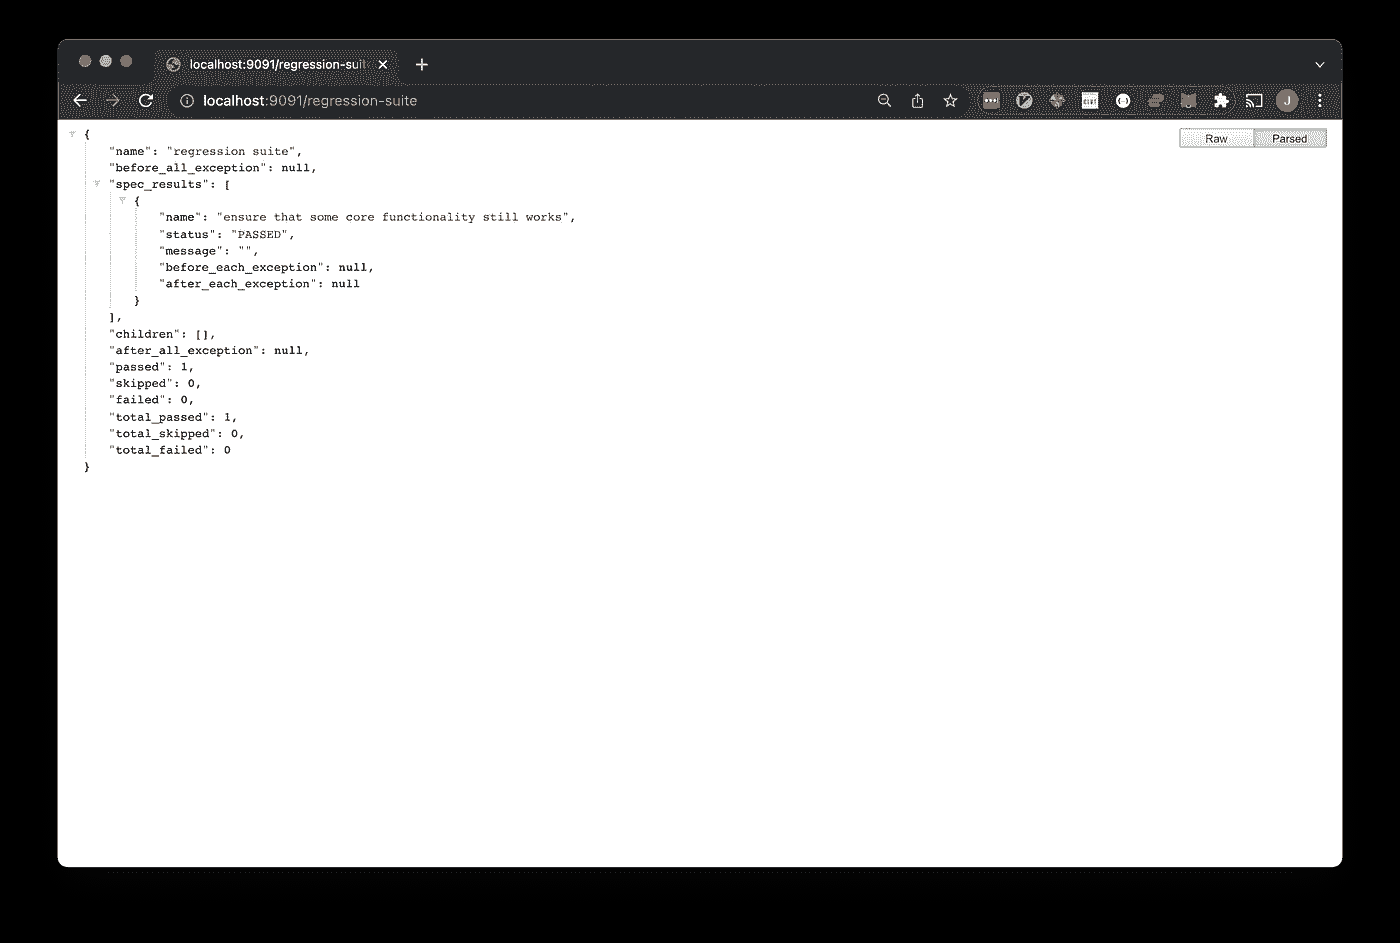 localhost:9091/regression-suit
localhost:9091/regression-suite
J
Raw
Parsed
{
"name": "regression suite",
"before_all_exception": null,
"spec_results": [
{
"name": "ensure that some core functionality still works",
"status": "PASSED",
"message": "",
"before_each_exception": null,
"after_each_exception": null
}
],
"children": [],
"after_all_exception": null,
"passed": 1,
"skipped": 0,
"failed": 0,
"total_passed": 1,
"total_skipped": 0,
"total_failed": 0
}